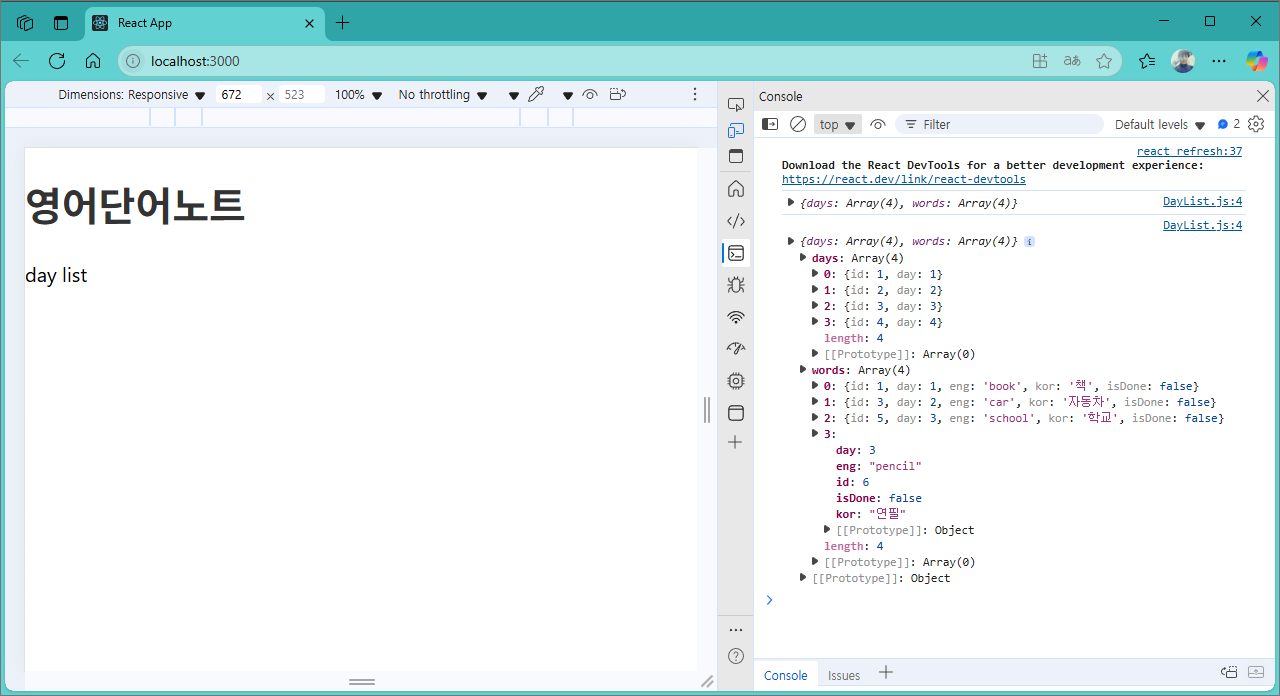 React App
localhost:3000
aあ
Dimensions: Responsive 672 × 523 100% No throttling
영어단어노트
day list
Console
top Filter Default levels 2
react refresh:37
Download the React DevTools for a better development experience:
https://react.dev/link/react-devtools
{days: Array(4), words: Array(4)} DayList.js:4
DayList.js:4
{days: Array(4), words: Array(4)} i
days: Array(4)
0: {id: 1, day: 1}
1: {id: 2, day: 2}
2: {id: 3, day: 3}
3: {id: 4, day: 4}
length: 4
[[Prototype]]: Array(0)
words: Array(4)
0: {id: 1, day: 1, eng: 'book', kor: '책', isDone: false}
1: {id: 3, day: 2, eng: 'car', kor: '자동차', isDone: false}
2: {id: 5, day: 3, eng: 'school', kor: '학교', isDone: false}
3:
day: 3
eng: "pencil"
id: 6
isDone: false
kor: "연필"
[[Prototype]]: Object
length: 4
[[Prototype]]: Array(0)
[[Prototype]]: Object
Console Issues